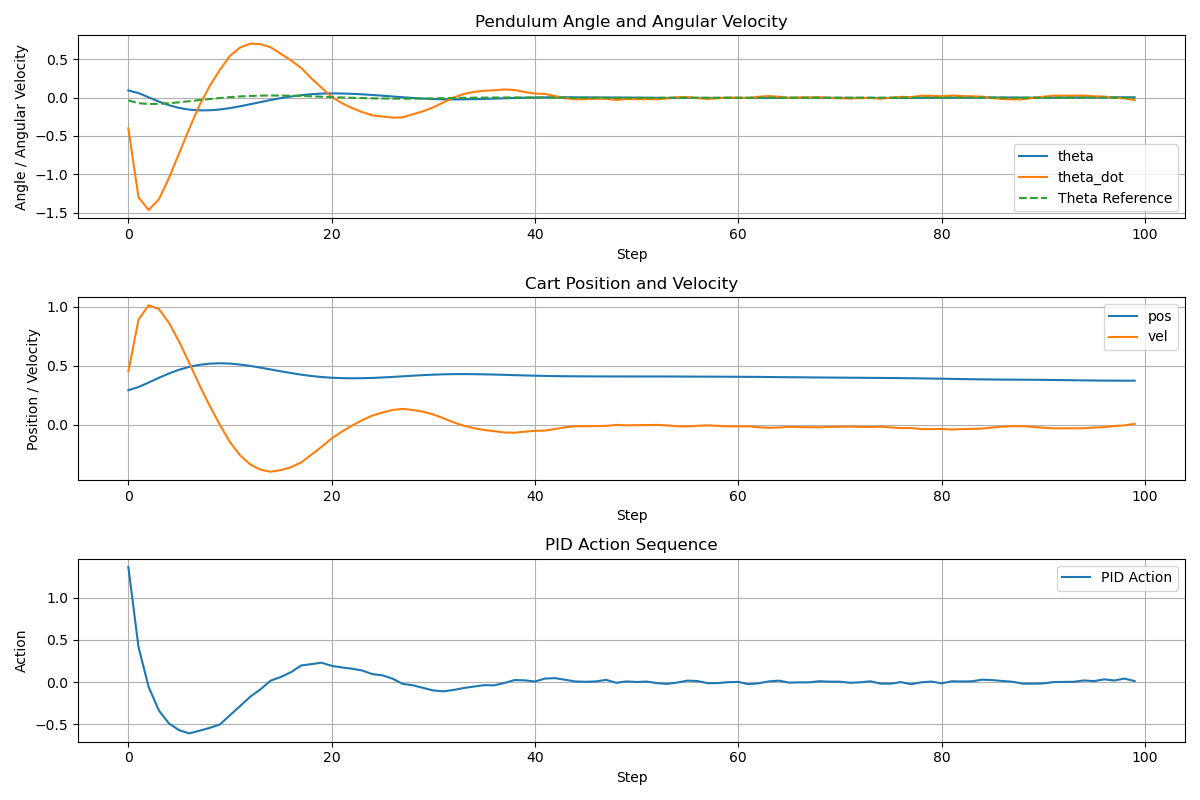 Pendulum Angle and Angular Velocity
Angle / Angular Velocity
0.5
0.0
−0.5
−1.0
−1.5
theta
theta_dot
Theta Reference
0 20 40 60 80 100
Step
Cart Position and Velocity
Position / Velocity
1.0
0.5
0.0
pos
vel
0 20 40 60 80 100
Step
PID Action Sequence
Action
1.0
0.5
0.0
−0.5
PID Action
0 20 40 60 80 100
Step